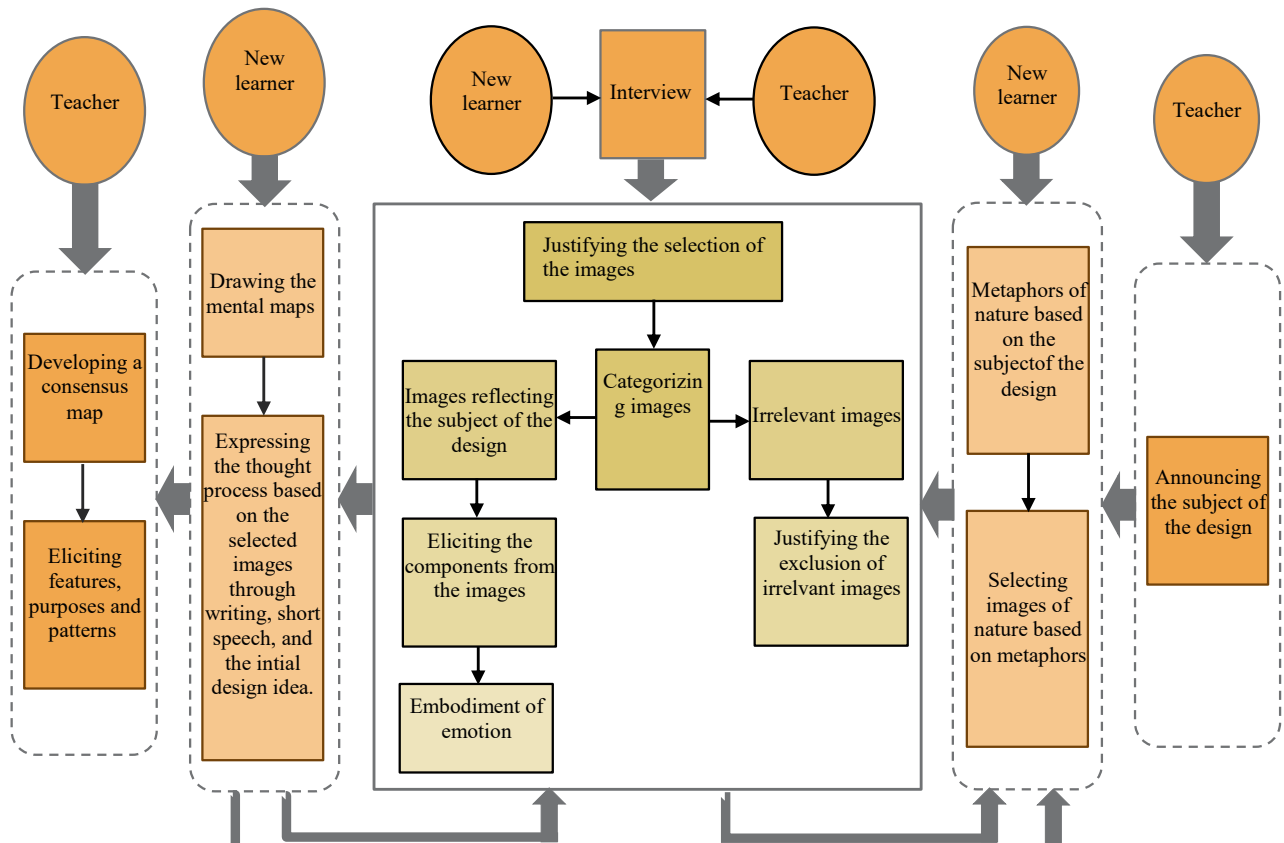 Teacher
New
learner
New
learner
Interview
Teacher
New
learner
Teacher
Justifying the selection of
the images
Categorizin
g images
Images reflecting
the subject of the
design
Irrelevant images
Eliciting the
components from
the images
Justifying the
exclusion of
irrelvant images
Embodiment of
emotion
Drawing the
mental maps
Expressing
the thought
process based
on the
selected
images
through
writing, short
speech, and
the intial
design idea.
Developing a
consensus
map
Eliciting
features,
purposes and
patterns
Metaphors of
nature based
on the
subjectof the
design
Selecting
images of
nature based
on metaphors
Announcing
the subject of
the design